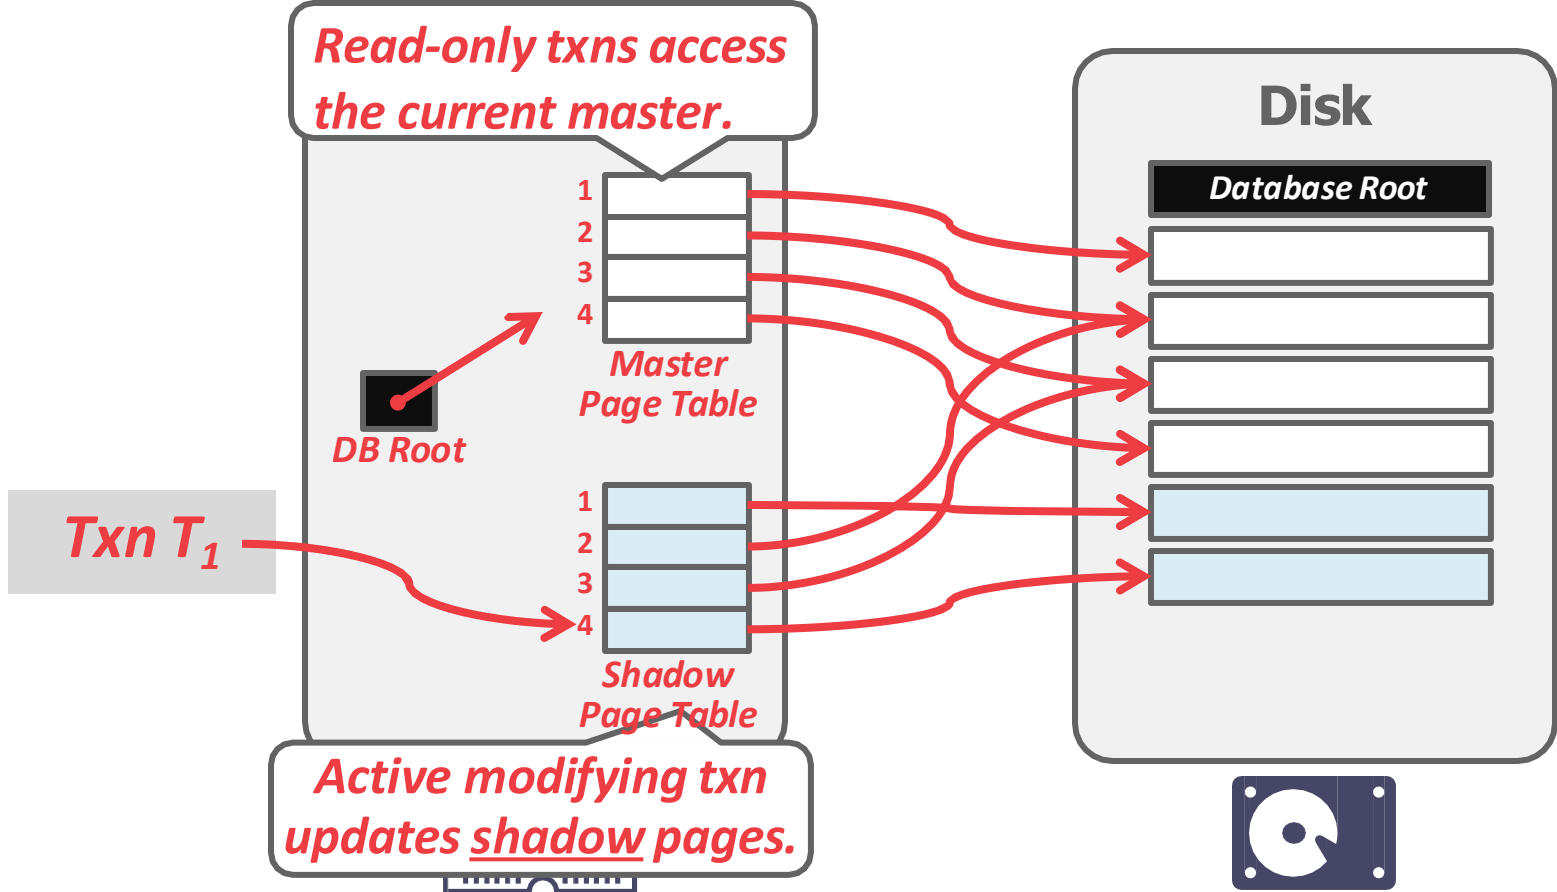 Read-only txns access
the current master.
Disk
Database Root
1
2
3
4
Master
Page Table
DB Root
Txn T₁
1
2
3
4
Shadow
Page Table
Active modifying txn
updates shadow pages.